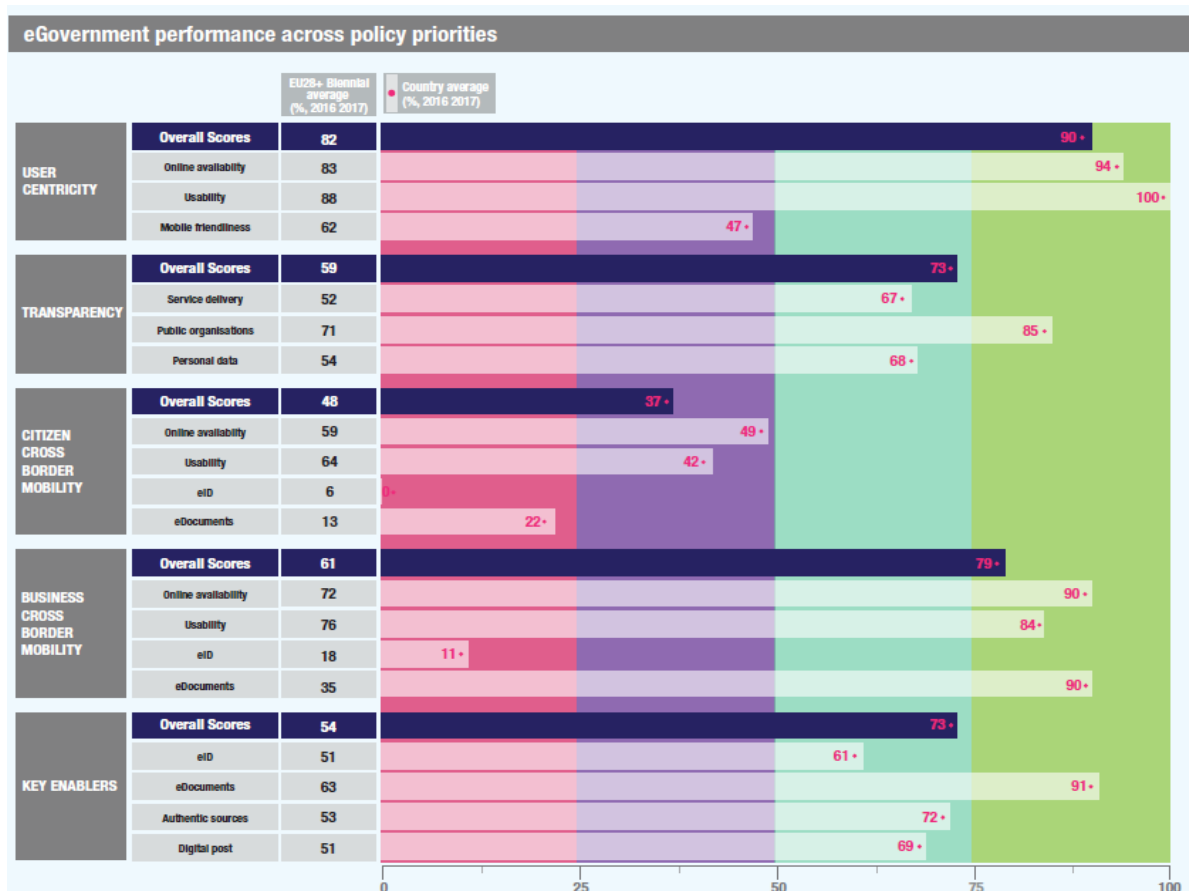 eGovernment performance across policy priorities
EU28+ Biennial
average
(%, 2016 2017)
Country average
(%, 2016 2017)
USER
CENTRICITY
Overall Scores 82 90
Online availability 83 94
Usability 88 100
Mobile friendliness 62 47
TRANSPARENCY
Overall Scores 59 73
Service delivery 52 67
Public organisations 71 85
Personal data 54 68
CITIZEN
CROSS
BORDER
MOBILITY
Overall Scores 48 37
Online availability 59 49
Usability 64 42
eID 6 0
eDocuments 13 22
BUSINESS
CROSS
BORDER
MOBILITY
Overall Scores 61 79
Online availability 72 90
Usability 76 84
eID 18 11
eDocuments 35 90
KEY ENABLERS
Overall Scores 54 73
eID 51 61
eDocuments 63 91
Authentic sources 53 72
Digital post 51 69
0 25 50 75 100